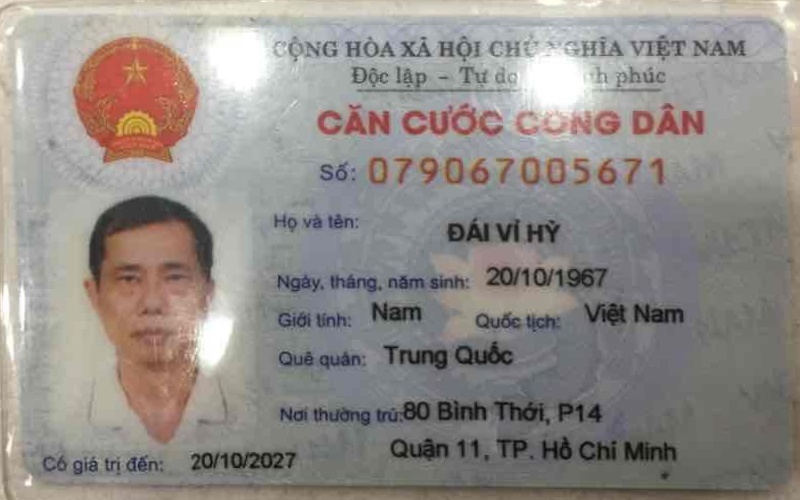 CỘNG HÒA XÃ HỘI CHỦ NGHĨA VIỆT NAM
Độc lập - Tự do phúc
CĂN CƯỚC CÔNG DÂN
Số: 079067005671
Họ và tên: ĐÁI VỈ HỶ
Ngày, tháng, năm sinh: 20/10/1967
Giới tính: Nam Quốc tịch: Việt Nam
Quê quán: Trung Quốc
Nơi thường trú: 80 Bình Thới, P14
Quận 11, TP. Hồ Chí Minh
Có giá trị đến: 20/10/2027